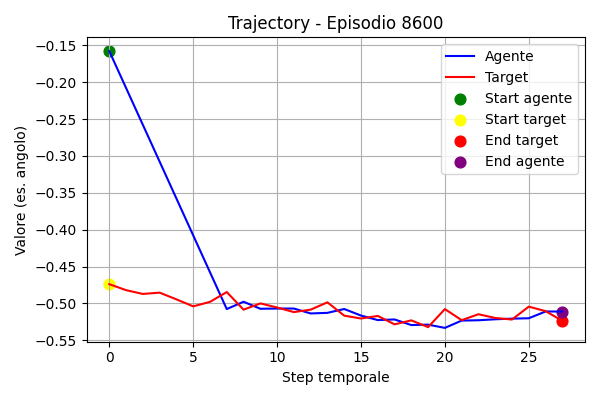 Trajectory - Episodio 8600
Valore (es. angolo)
−0.15
−0.20
−0.25
−0.30
−0.35
−0.40
−0.45
−0.50
−0.55
Agente
Target
Start agente
Start target
End target
End agente
0
5
10
15
20
25
Step temporale